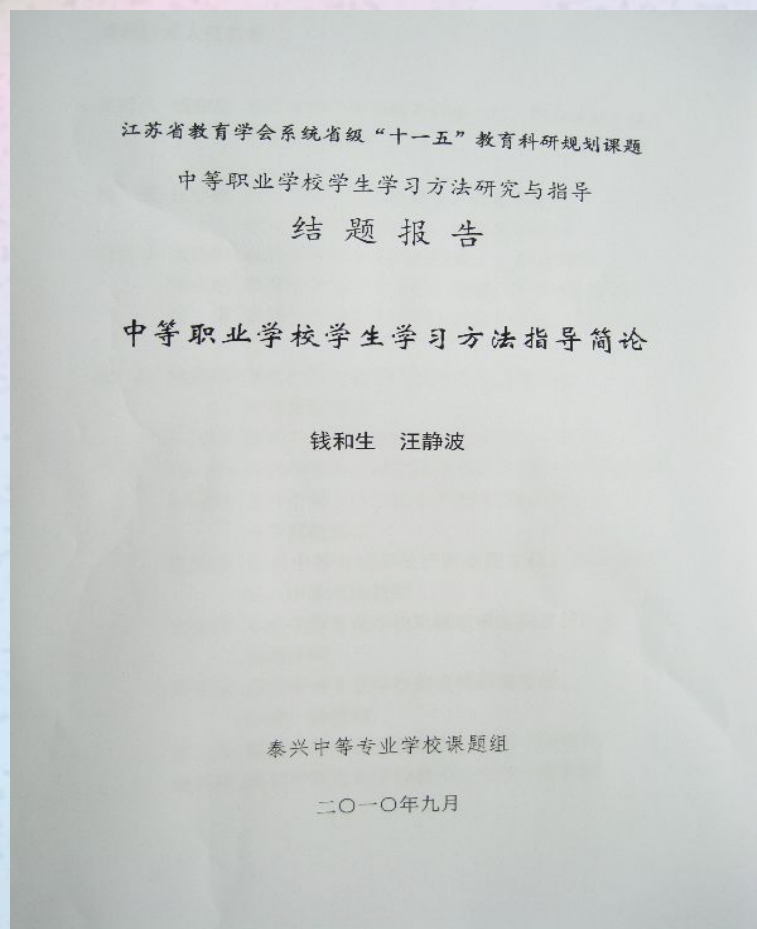 江苏省教育学会系统省级“十一五”教育科研规划课题
中等职业学校学生学习方法研究与指导
结题报告
中等职业学校学生学习方法指导简论
钱和生 汪静波
泰兴中等专业学校课题组
二〇一〇年九月